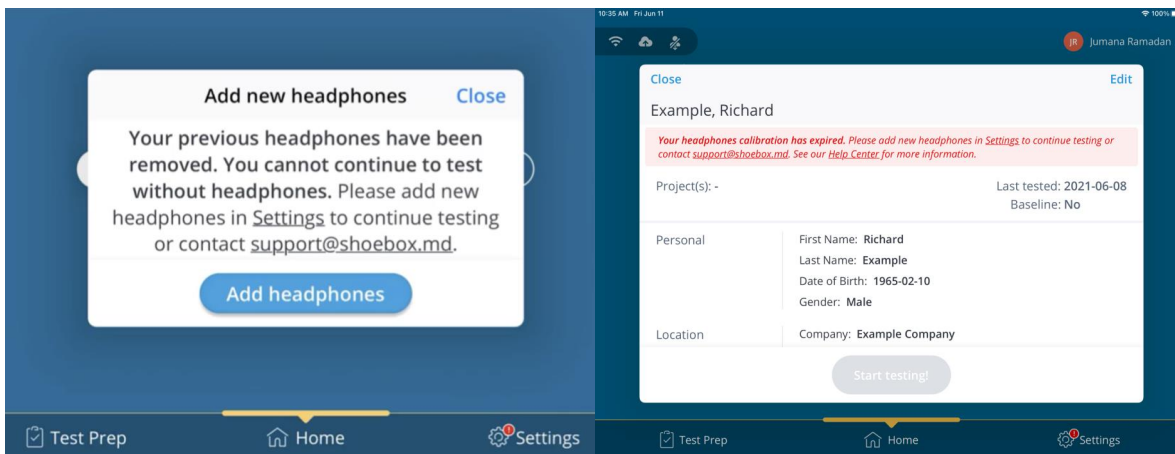 Add new headphones Close
Your previous headphones have been
removed. You cannot continue to test
without headphones. Please add new
headphones in Settings to continue testing
or contact support@shoebox.md.
Add headphones
Test Prep Home Settings
10:35 AM Fri Jun 11 100%
JR Jumana Ramadan
Close Edit
Example, Richard
Your headphones calibration has expired. Please add new headphones in Settings to continue testing or
contact support@shoebox.md. See our Help Center for more information.
Project(s): - Last tested: 2021-06-08
Baseline: No
Personal First Name: Richard
Last Name: Example
Date of Birth: 1965-02-10
Gender: Male
Location Company: Example Company
Start testing!
Test Prep Home Settings